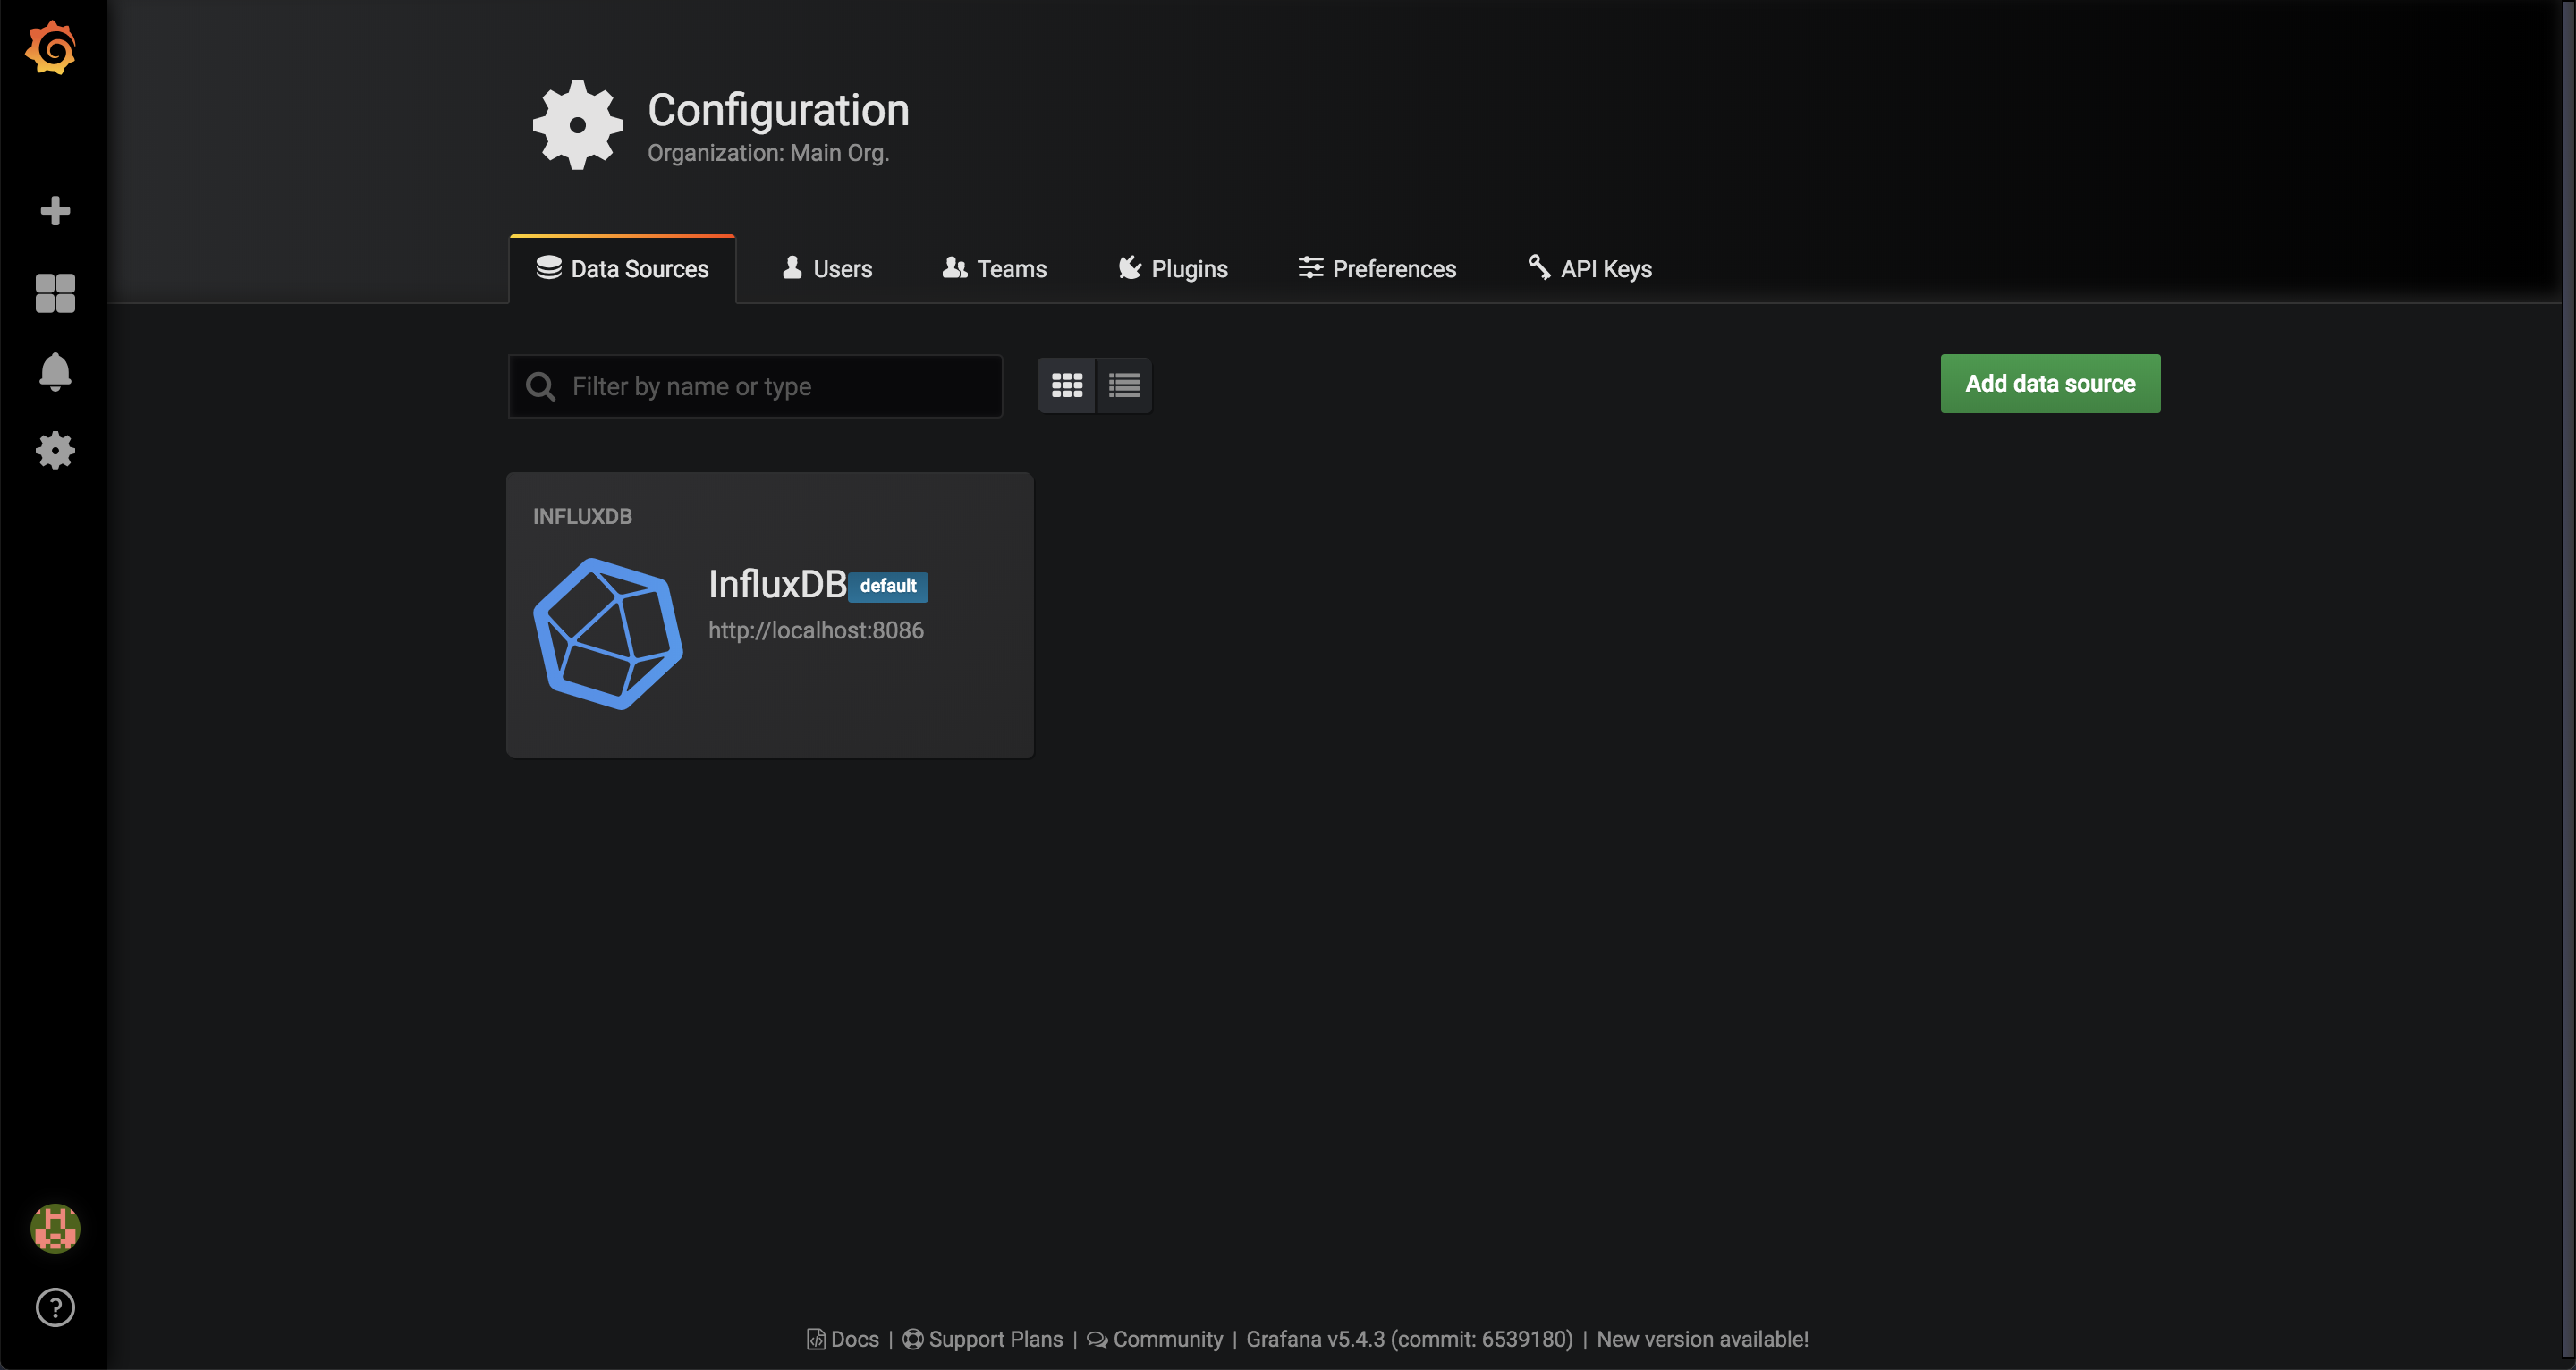 Configuration
Organization: Main Org.
Data Sources
Users
Teams
Plugins
Preferences
API Keys
Filter by name or type
Add data source
INFLUXDB
InfluxDB default
http://localhost:8086
Docs | Support Plans | Community | Grafana v5.4.3 (commit: 6539180) | New version available!